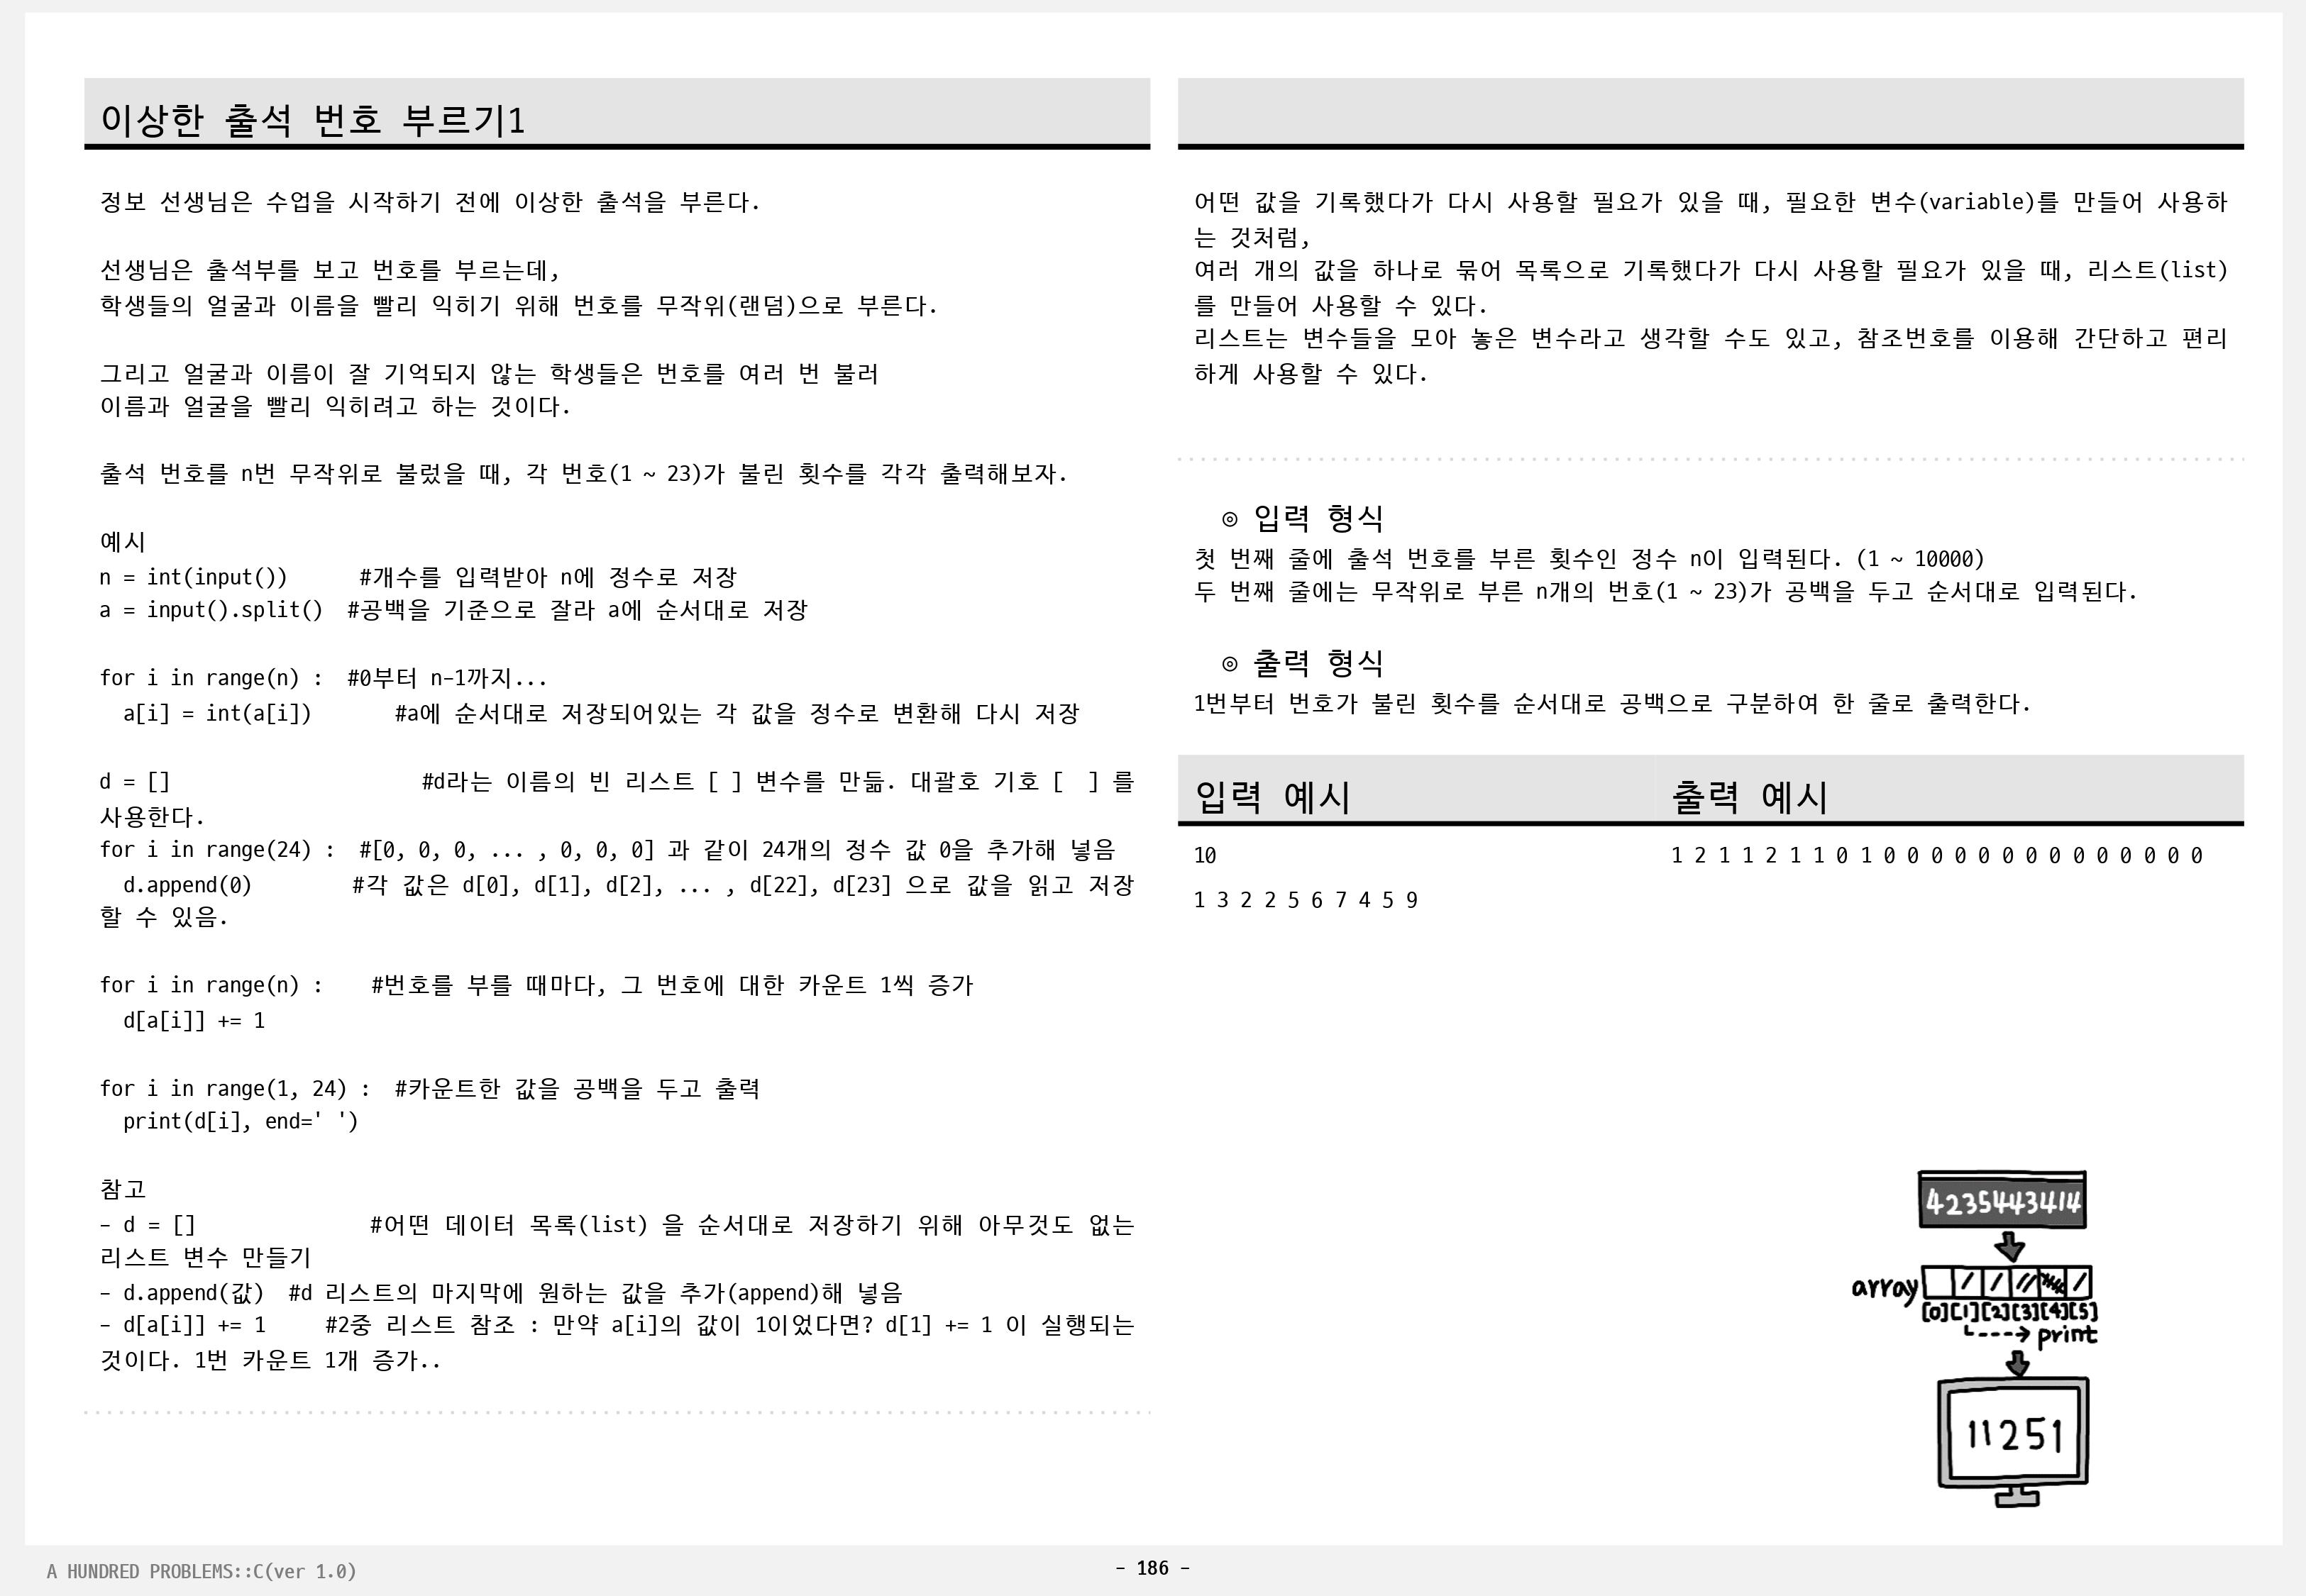 이상한 출석 번호 부르기1
정보 선생님은 수업을 시작하기 전에 이상한 출석을 부른다.
선생님은 출석부를 보고 번호를 부르는데,
학생들의 얼굴과 이름을 빨리 익히기 위해 번호를 무작위(랜덤)으로 부른다.
그리고 얼굴과 이름이 잘 기억되지 않는 학생들은 번호를 여러 번 불러
이름과 얼굴을 빨리 익히려고 하는 것이다.
출석 번호를 n번 무작위로 불렀을 때, 각 번호(1 ~ 23)가 불린 횟수를 각각 출력해보자.
예시
n = int(input())      #개수를 입력받아 n에 정수로 저장
a = input().split()  #공백을 기준으로 잘라 a에 순서대로 저장
for i in range(n) :  #0부터 n-1까지...
  a[i] = int(a[i])       #a에 순서대로 저장되어있는 각 값을 정수로 변환해 다시 저장
d = []                     #d라는 이름의 빈 리스트 [ ] 변수를 만듦. 대괄호 기호 [  ] 를
사용한다.
for i in range(24) :  #[0, 0, 0, ... , 0, 0, 0] 과 같이 24개의 정수 값 0을 추가해 넣음
  d.append(0)        #각 값은 d[0], d[1], d[2], ... , d[22], d[23] 으로 값을 읽고 저장
할 수 있음.
for i in range(n) :    #번호를 부를 때마다, 그 번호에 대한 카운트 1씩 증가
  d[a[i]] += 1
for i in range(1, 24) :  #카운트한 값을 공백을 두고 출력
  print(d[i], end=' ')
참고
- d = []              #어떤 데이터 목록(list) 을 순서대로 저장하기 위해 아무것도 없는
리스트 변수 만들기
- d.append(값)  #d 리스트의 마지막에 원하는 값을 추가(append)해 넣음
- d[a[i]] += 1     #2중 리스트 참조 : 만약 a[i]의 값이 1이었다면? d[1] += 1 이 실행되는
것이다. 1번 카운트 1개 증가..
어떤 값을 기록했다가 다시 사용할 필요가 있을 때, 필요한 변수(variable)를 만들어 사용하
는 것처럼,
여러 개의 값을 하나로 묶어 목록으로 기록했다가 다시 사용할 필요가 있을 때, 리스트(list)
를 만들어 사용할 수 있다.
리스트는 변수들을 모아 놓은 변수라고 생각할 수도 있고, 참조번호를 이용해 간단하고 편리
하게 사용할 수 있다.
◎ 입력 형식
첫 번째 줄에 출석 번호를 부른 횟수인 정수 n이 입력된다. (1 ~ 10000)
두 번째 줄에는 무작위로 부른 n개의 번호(1 ~ 23)가 공백을 두고 순서대로 입력된다.
◎ 출력 형식
1번부터 번호가 불린 횟수를 순서대로 공백으로 구분하여 한 줄로 출력한다.
입력 예시
10
1 3 2 2 5 6 7 4 5 9
출력 예시
1 2 1 1 2 1 1 0 1 0 0 0 0 0 0 0 0 0 0 0 0 0 0
4235443414
array
[0][1][2][3][4][5]
print
11251
A HUNDRED PROBLEMS::C(ver 1.0)
- 186 -